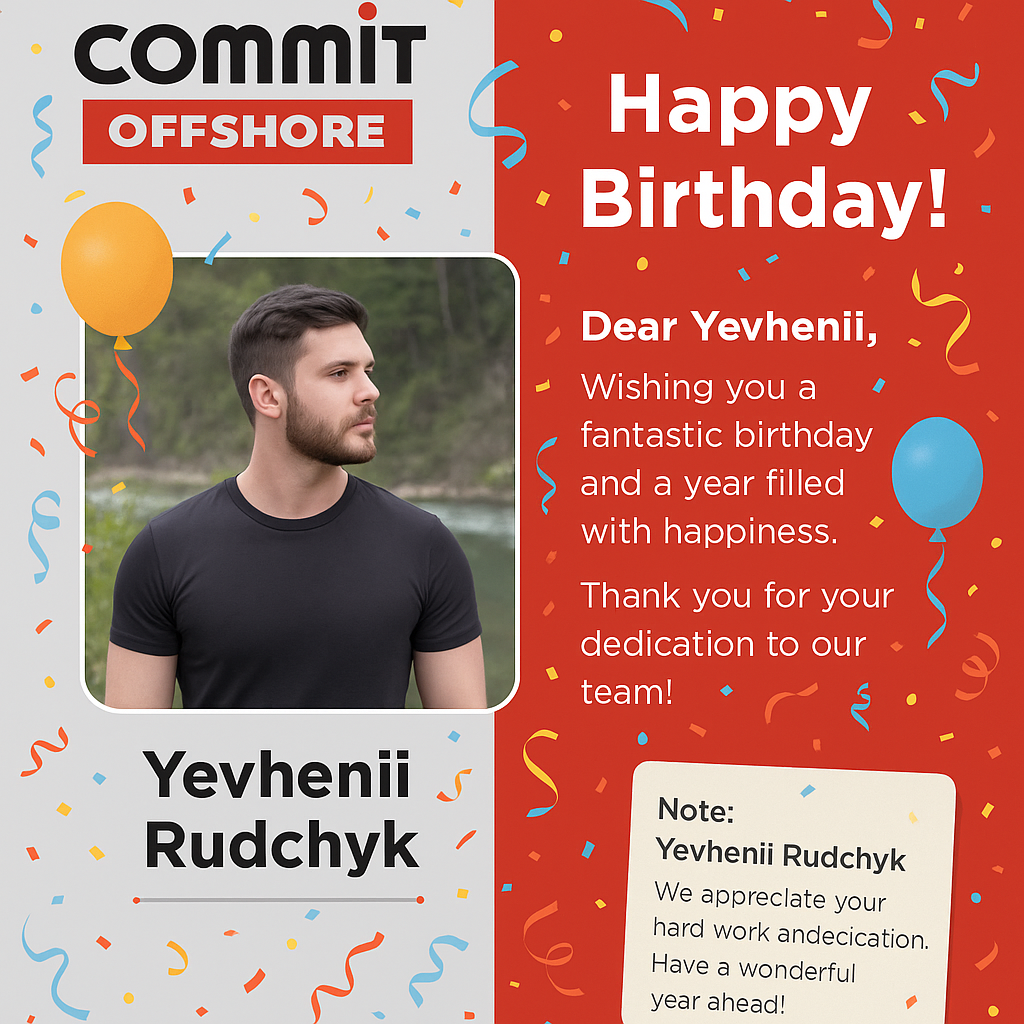 COMMIT
OFFSHORE
Happy
Birthday!
Dear Yevhenii,
Wishing you a
fantastic birthday
and a year filled
with happiness.
Thank you for your
dedication to our
team!
Yevhenii
Rudchyk
Note:
Yevhenii Rudchyk
We appreclate your
hard work andecication.
Have a wonderful
year ahead!